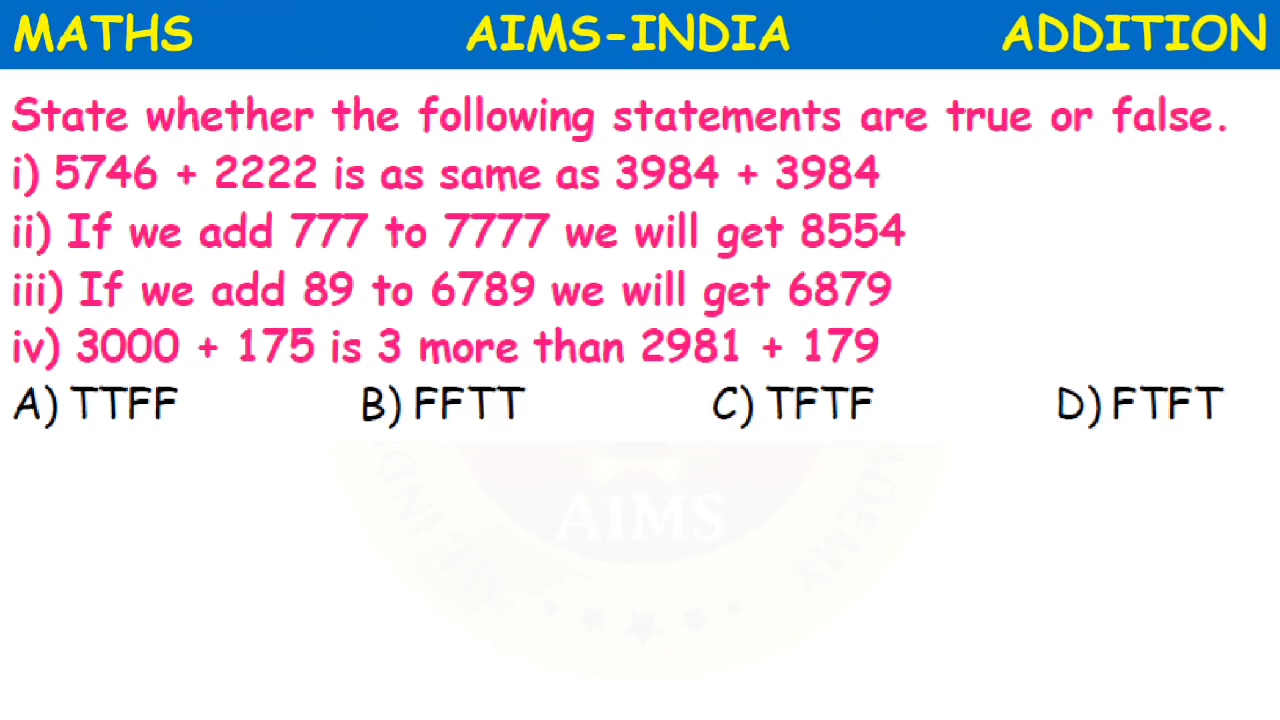 MATHS AIMS-INDIA ADDITION
State whether the following statements are true or false.
i) 5746 + 2222 is as same as 3984 + 3984
ii) If we add 777 to 7777 we will get 8554
iii) If we add 89 to 6789 we will get 6879
iv) 3000 + 175 is 3 more than 2981 + 179
A) TTFF B) FFTT C) TFTF D) FTFT
AIMS